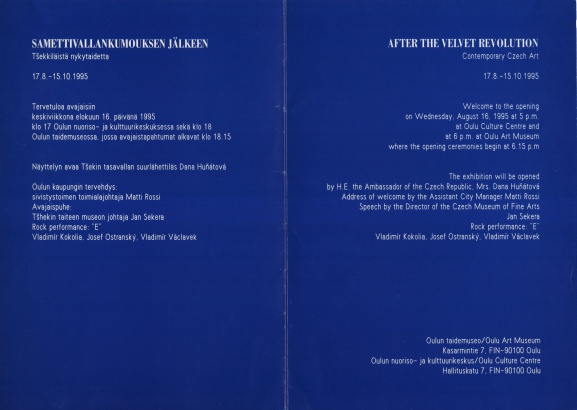 SAMETTIVALLANKUMOUKSEN JÄLKEEN
Tšekkiläistä nykytaidetta
17.8.-15.10.1995
Tervetuloa avajaisiin
keskiviikkona elokuun 16. päivänä 1995
klo 17 Oulun nuoriso- ja kulttuurikeskuksessa sekä klo 18
Oulun taidemuseossa, jossa avajaistapahtumat alkavat klo 18.15
Näyttelyn avaa Tšekin tasavallan suurlähettiläs Dana Huňátová
Oulun kaupungin tervehdys:
sivistystoimen toimialajohtaja Matti Rossi
Avajaispuhe:
Tšhekin taiteen museon johtaja Jan Sekera
Rock performance: "E"
Vladimír Kokolia, Josef Ostranský, Vladimír Václavek
AFTER THE VELVET REVOLUTION
Contemporary Czech Art
17.8.-15.10.1995
Welcome to the opening
on Wednesday, August 16, 1995 at 5 p.m.
at Oulu Culture Centre and
at 6 p.m. at Oulu Art Museum
where the opening ceremonies begin at 6.15 p.m
The exhibition will be opened
by H.E. the Ambassador of the Czech Republic, Mrs. Dana Huňátová
Address of welcome by the Assistant City Manager Matti Rossi
Speech by the Director of the Czech Museum of Fine Arts
Jan Sekera
Rock performance: "E"
Vladimír Kokolia, Josef Ostranský, Vladimír Václavek
Oulun taidemuseo/Oulu Art Museum
Kasarmintie 7, FIN-90100 Oulu
Oulun nuoriso- ja kulttuurikeskus/Oulu Culture Centre
Hallituskatu 7, FIN-90100 Oulu